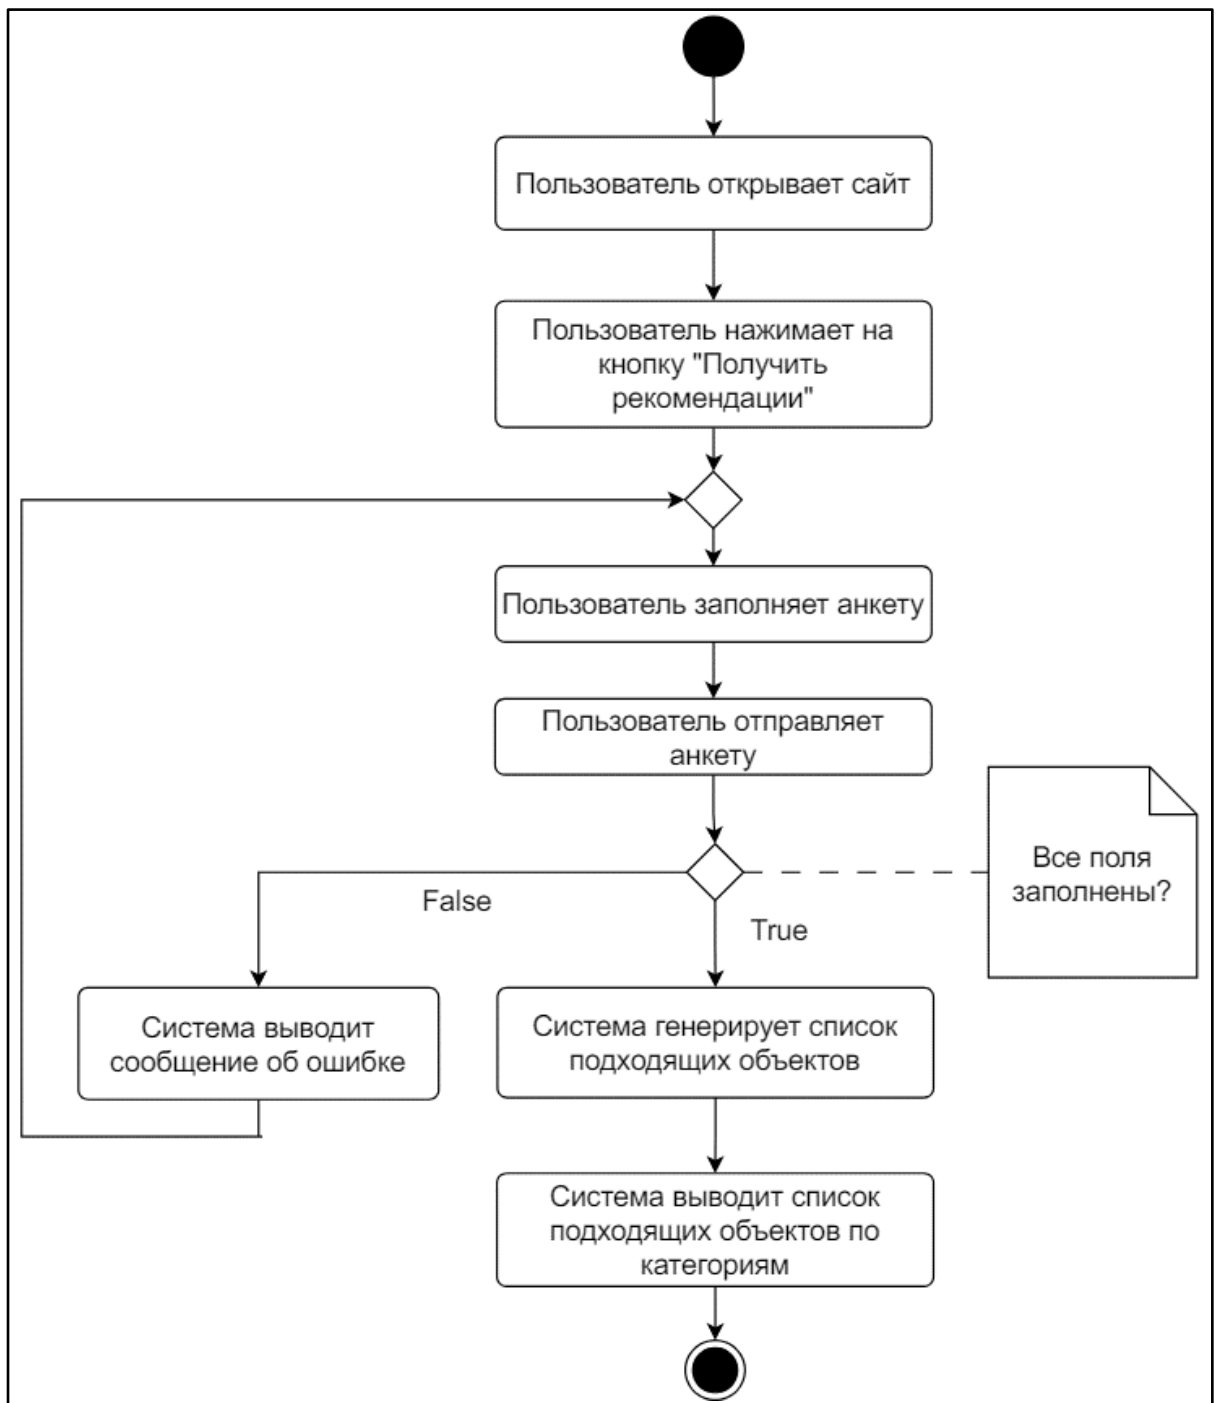 Пользователь открывает сайт
Пользователь нажимает на
кнопку "Получить
рекомендации"
Пользователь заполняет анкету
Пользователь отправляет
анкету
Все поля
заполнены?
False
True
Система выводит
сообщение об ошибке
Система генерирует список
подходящих объектов
Система выводит список
подходящих объектов по
категориям